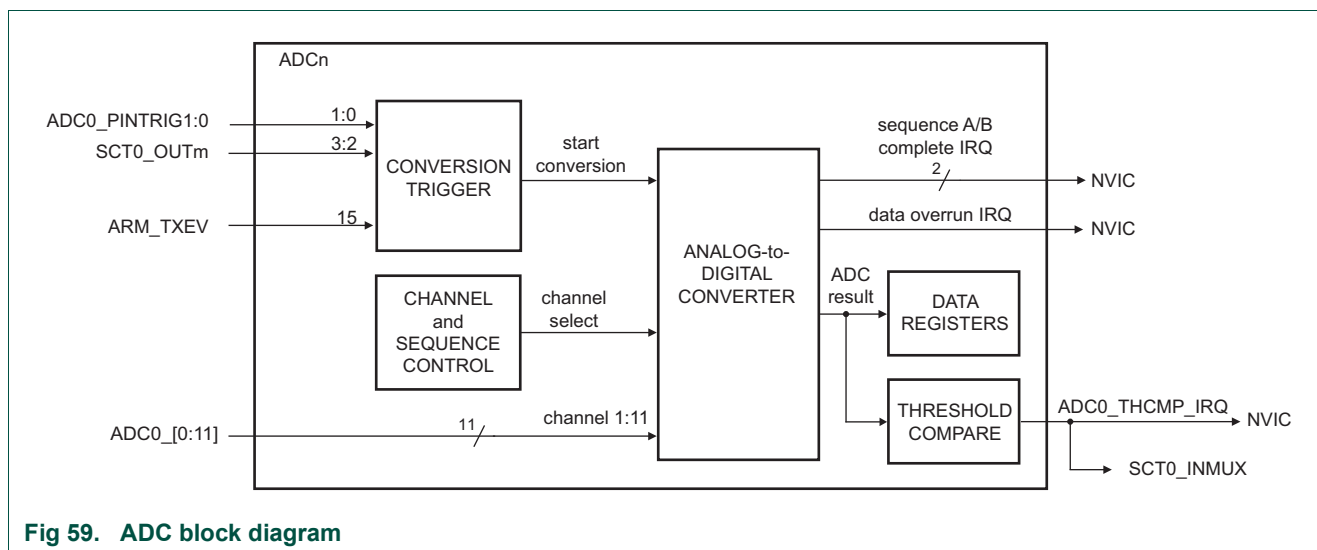 ADCn
ADC0_PINTRIG1:0
1:0
SCT0_OUTm
3:2
ARM_TXEV
15
CONVERSION
TRIGGER
start
conversion
CHANNEL
and
SEQUENCE
CONTROL
channel
select
ADC0_[0:11]
11
channel 1:11
ANALOG-to-
DIGITAL
CONVERTER
sequence A/B
complete IRQ
2
NVIC
data overrun IRQ
NVIC
ADC
result
DATA
REGISTERS
THRESHOLD
COMPARE
ADC0_THCMP_IRQ
NVIC
SCT0_INMUX
Fig 59. ADC block diagram